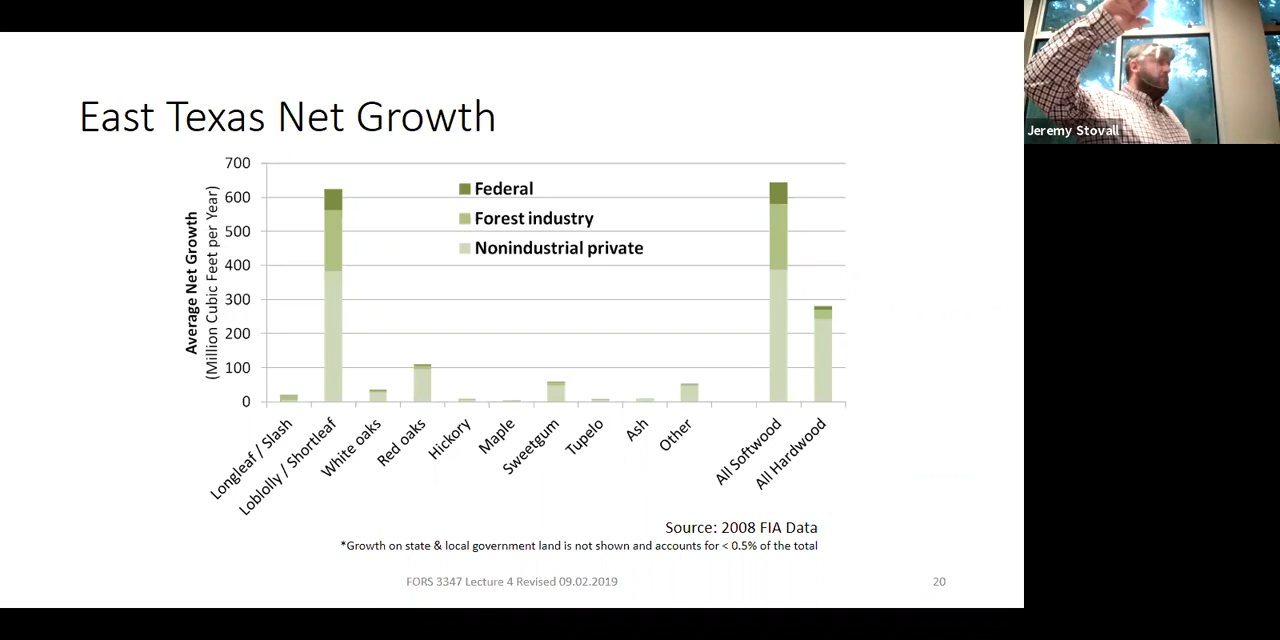 East Texas Net Growth
Average Net Growth
(Million Cubic Feet per Year)
700
600
500
400
300
200
100
0
Federal
Forest industry
Nonindustrial private
Longleaf / Slash
Loblolly / Shortleaf
White oaks
Red oaks
Hickory
Maple
Sweetgum
Tupelo
Ash
Other
All Softwood
All Hardwood
Source: 2008 FIA Data
*Growth on state & local government land is not shown and accounts for < 0.5% of the total
FORS 3347 Lecture 4 Revised 09.02.2019
20
Jeremy Stovall